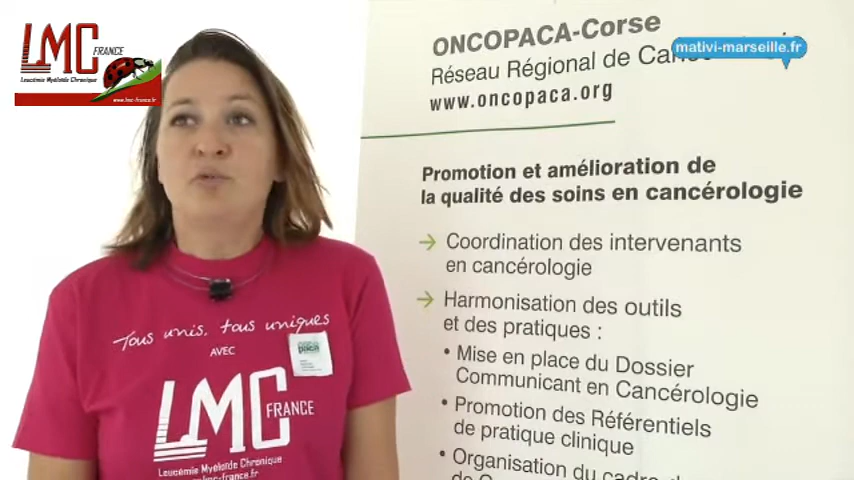 LMC FRANCE
Leucémie Myéloïde Chronique
www.lmc-france.fr
mativi-marseille.fr
ONCOPACA-Corse
Réseau Régional de
www.oncopaca.org
Promotion et amélioration de
la qualité des soins en cancérologie
Coordination des intervenants
en cancérologie
Harmonisation des outils
et des pratiques :
• Mise en place du Dossier
Communicant en Cancérologie
• Promotion des Référentiels
de pratique clinique
• Organisation du cadre
Tous unis, tous uniques
AVEC
LMC FRANCE
Leucémie Myéloïde Chronique